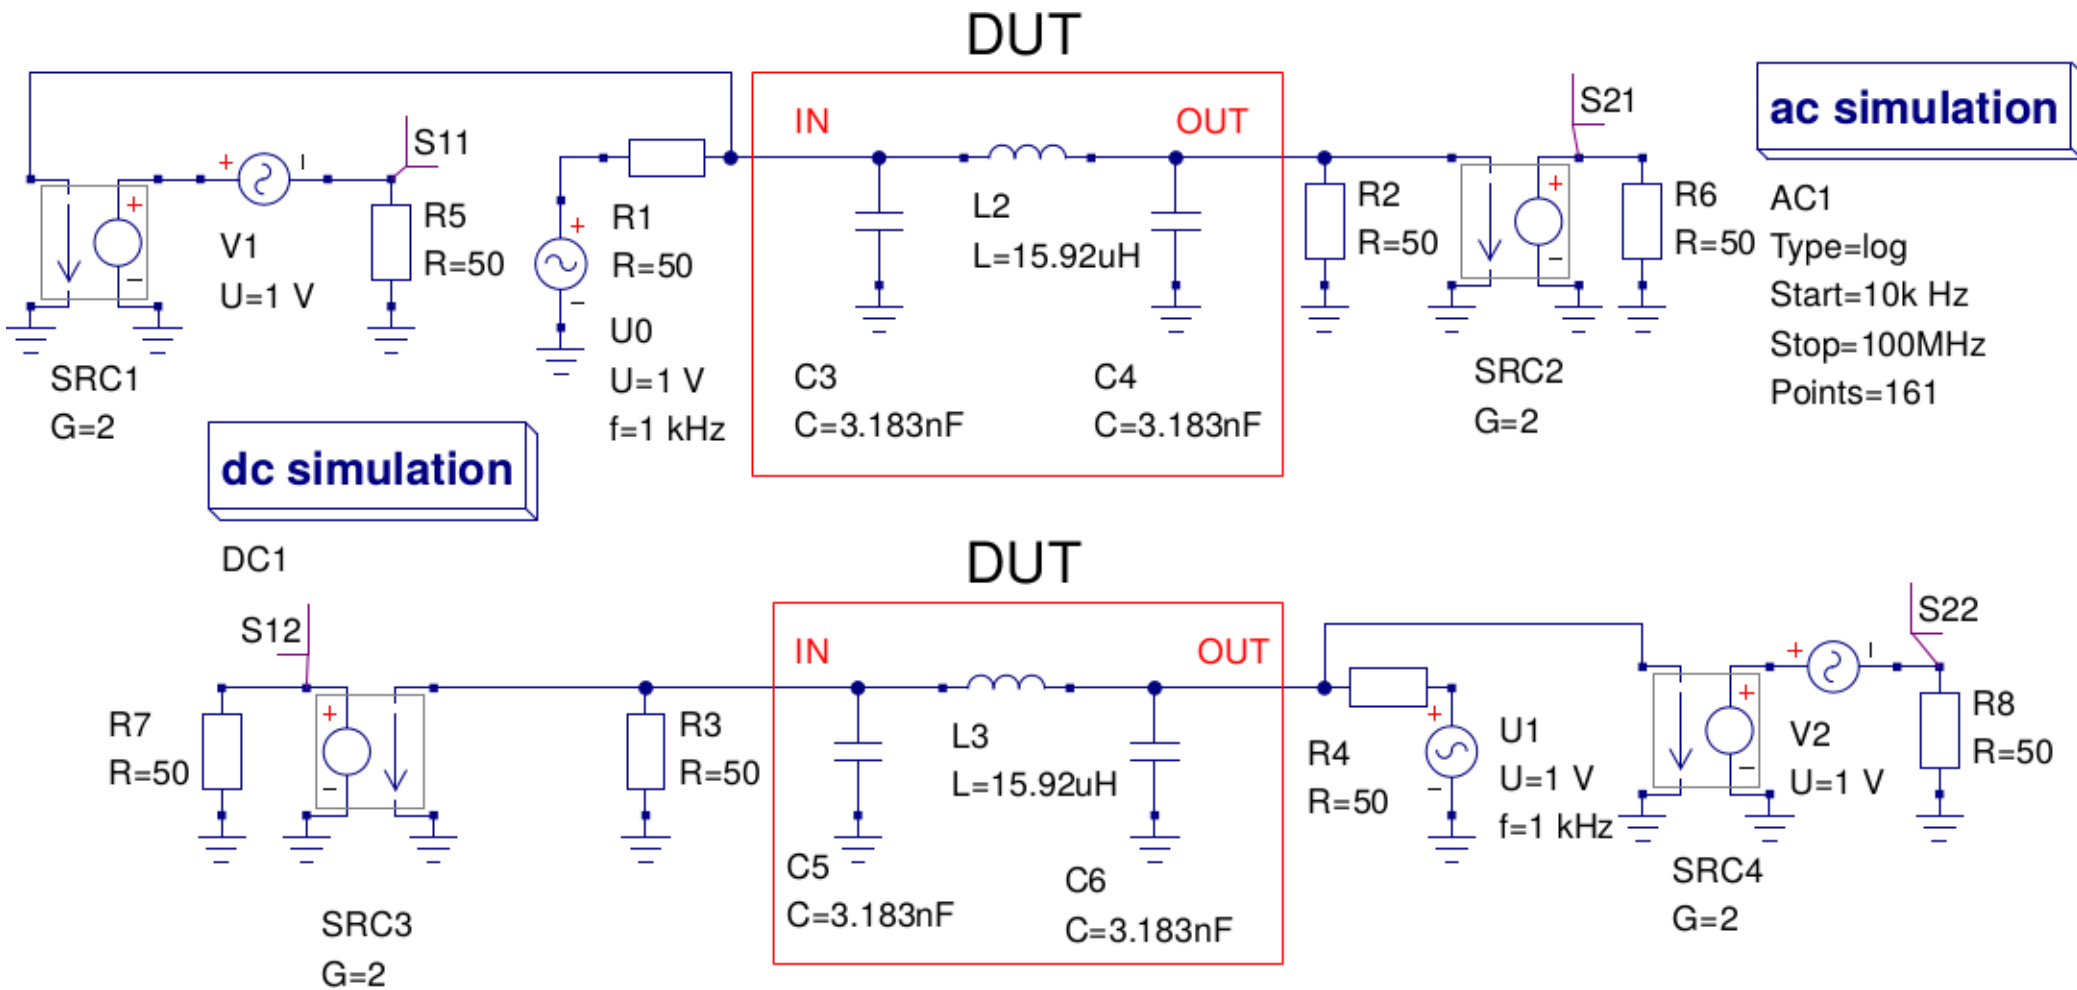 DUT
IN
OUT
S21
ac simulation
S11
+
I
+
V1
U=1 V
−
SRC1
G=2
R5
R=50
R1
R=50
+
−
U0
U=1 V
f=1 kHz
L2
L=15.92uH
C3
C=3.183nF
C4
C=3.183nF
R2
R=50
+
−
SRC2
G=2
R6
R=50
AC1
Type=log
Start=10k Hz
Stop=100MHz
Points=161
dc simulation
DC1
DUT
S12
IN
OUT
S22
R7
R=50
+
−
SRC3
G=2
R3
R=50
L3
L=15.92uH
C5
C=3.183nF
C6
C=3.183nF
R4
R=50
+
−
U1
U=1 V
f=1 kHz
+
−
SRC4
G=2
+
I
V2
U=1 V
R8
R=50